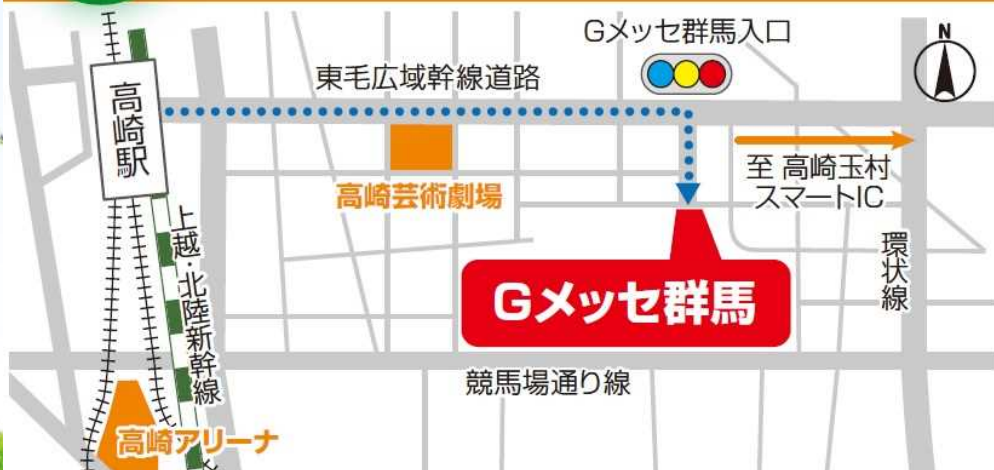 Gメッセ群馬入口
N
東毛広域幹線道路
高崎駅
高崎芸術劇場
至 高崎玉村
スマートIC
上越・北陸新幹線
環状線
Gメッセ群馬
競馬場通り線
高崎アリーナ